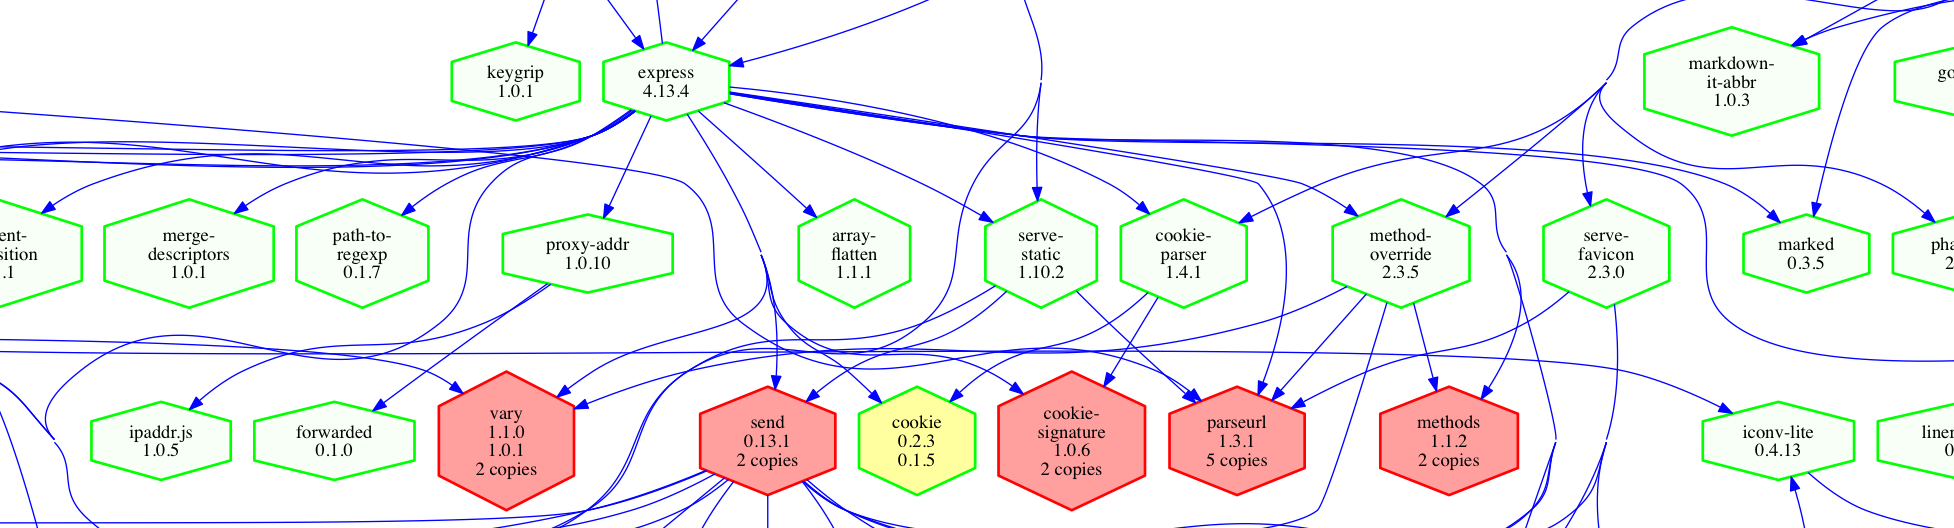 keygrip
1.0.1
express
4.13.4
markdown-
it-abbr
1.0.3
go
ent-
sition
.1
merge-
descriptors
1.0.1
path-to-
regexp
0.1.7
proxy-addr
1.0.10
array-
flatten
1.1.1
serve-
static
1.10.2
cookie-
parser
1.4.1
method-
override
2.3.5
serve-
favicon
2.3.0
marked
0.3.5
pha
2
ipaddr.js
1.0.5
forwarded
0.1.0
vary
1.1.0
1.0.1
2 copies
send
0.13.1
2 copies
cookie
0.2.3
0.1.5
cookie-
signature
1.0.6
2 copies
parseurl
1.3.1
5 copies
methods
1.1.2
2 copies
iconv-lite
0.4.13
liner
0